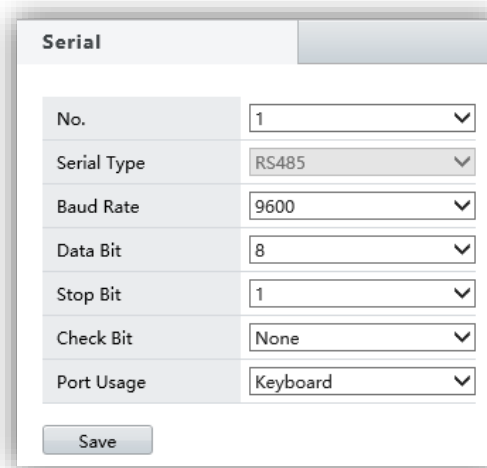 Serial
No. 1
Serial Type RS485
Baud Rate 9600
Data Bit 8
Stop Bit 1
Check Bit None
Port Usage Keyboard
Save